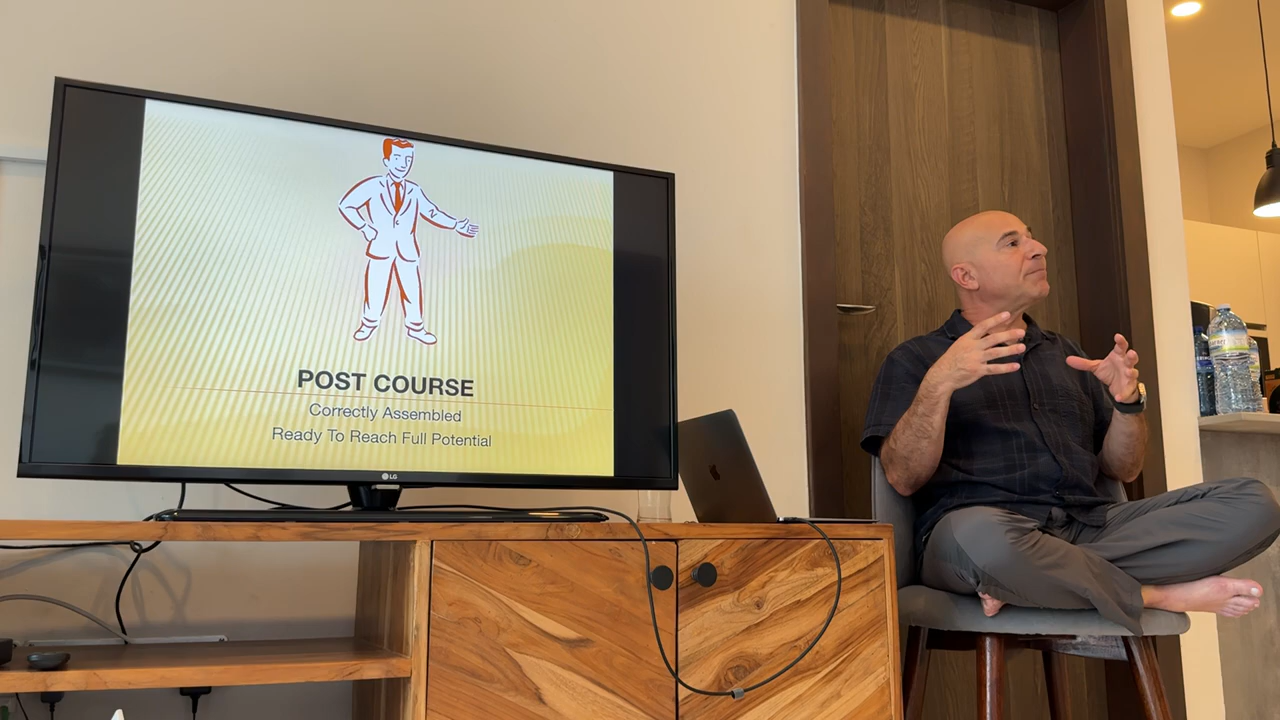 POST COURSE
Correctly Assembled
Ready To Reach Full Potential
LG